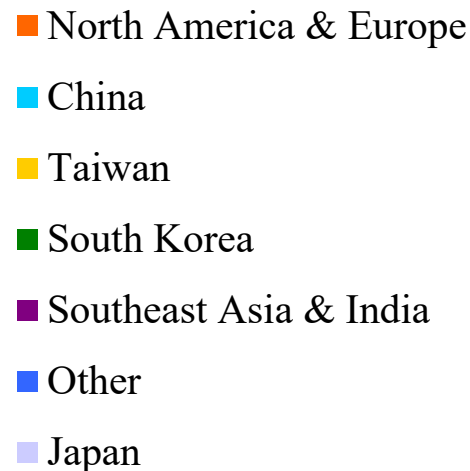 North America & Europe
China
Taiwan
South Korea
Southeast Asia & India
Other
Japan